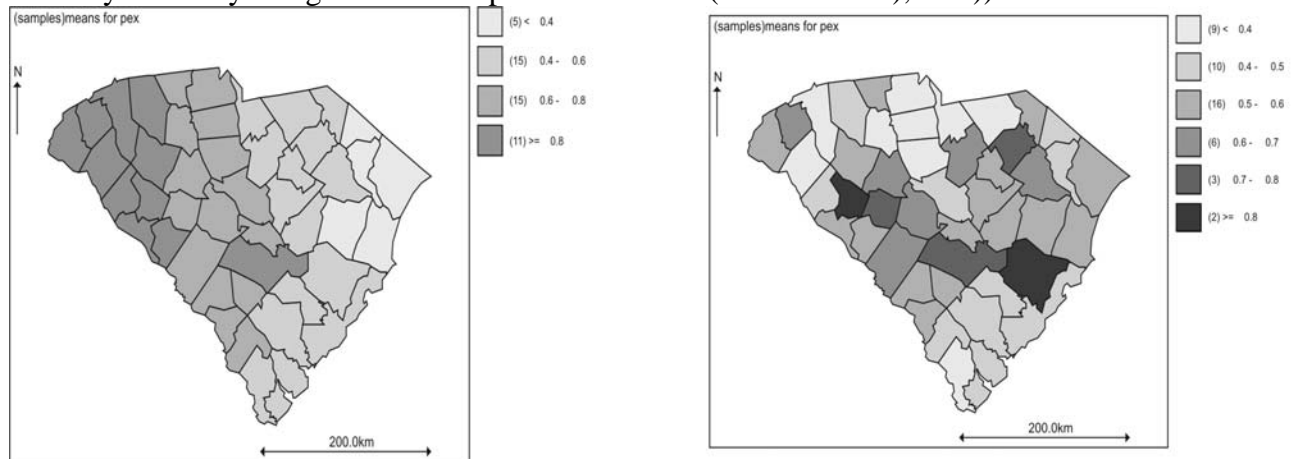 (samples)means for pex
(5) < 0.4
(15) 0.4 - 0.6
(15) 0.6 - 0.8
(11) >= 0.8
N
200.0km
(samples)means for pex
(9) < 0.4
(10) 0.4 - 0.5
(16) 0.5 - 0.6
(6) 0.6 - 0.7
(3) 0.7 - 0.8
(2) >= 0.8
N
200.0km